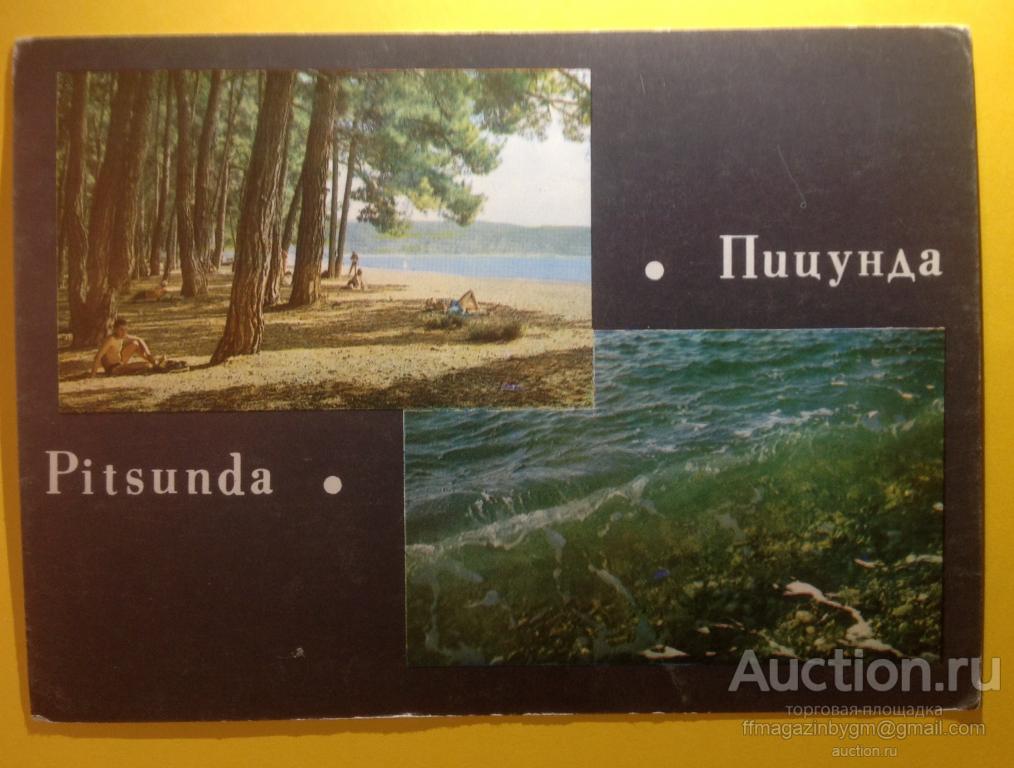 • Пицунда
Pitsunda •
Auction.ru
торговая-площадка
ffmagazinbygm@gmail.com
auction.ru